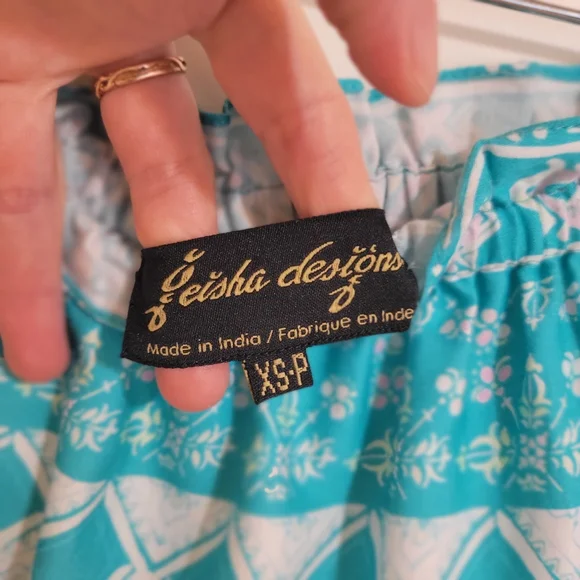 geisha designs
Made in India / Fabrique en Inde
XS·P